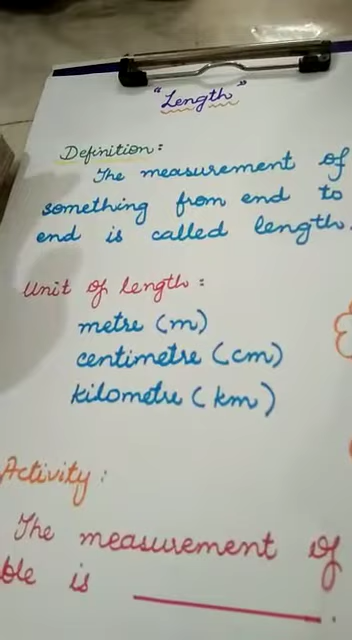 "Length"
Definition:
The measurement of
something from end to
end is called length.
Unit of length:
metre (m)
centimetre (cm)
kilometre (km)
Activity:
The measurement of
ble is ______.